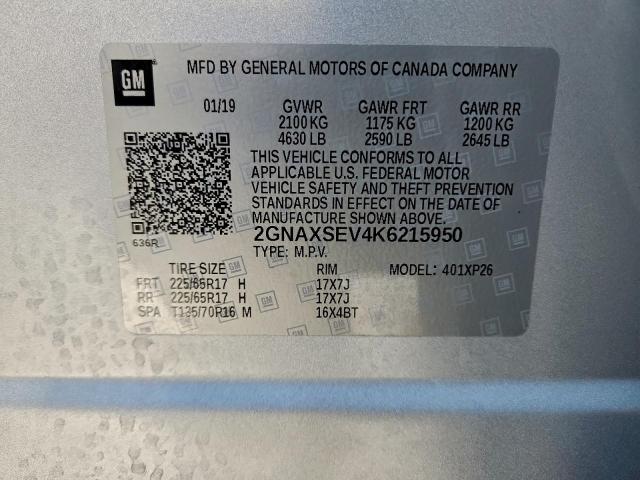 GM
MFD BY GENERAL MOTORS OF CANADA COMPANY
01/19 GVWR GAWR FRT GAWR RR
2100 KG 1175 KG 1200 KG
4630 LB 2590 LB 2645 LB
THIS VEHICLE CONFORMS TO ALL
APPLICABLE U.S. FEDERAL MOTOR
VEHICLE SAFETY AND THEFT PREVENTION
STANDARDS IN EFFECT ON THE DATE OF
MANUFACTURE SHOWN ABOVE.
636R 2GNAXSEV4K6215950
TYPE: M.P.V.
TIRE SIZE RIM MODEL: 401XP26
FRT 225/65R17 H 17X7J
RR 225/65R17 H 17X7J
SPA T135/70R16 M 16X4BT